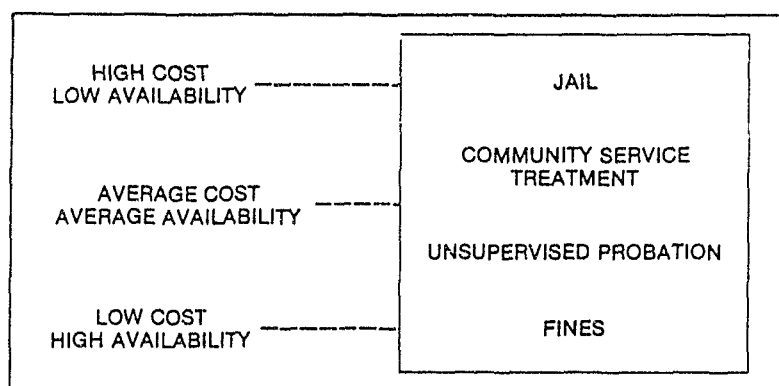 HIGH COST
LOW AVAILABILITY
JAIL
COMMUNITY SERVICE
TREATMENT
AVERAGE COST
AVERAGE AVAILABILITY
UNSUPERVISED PROBATION
LOW COST
HIGH AVAILABILITY
FINES